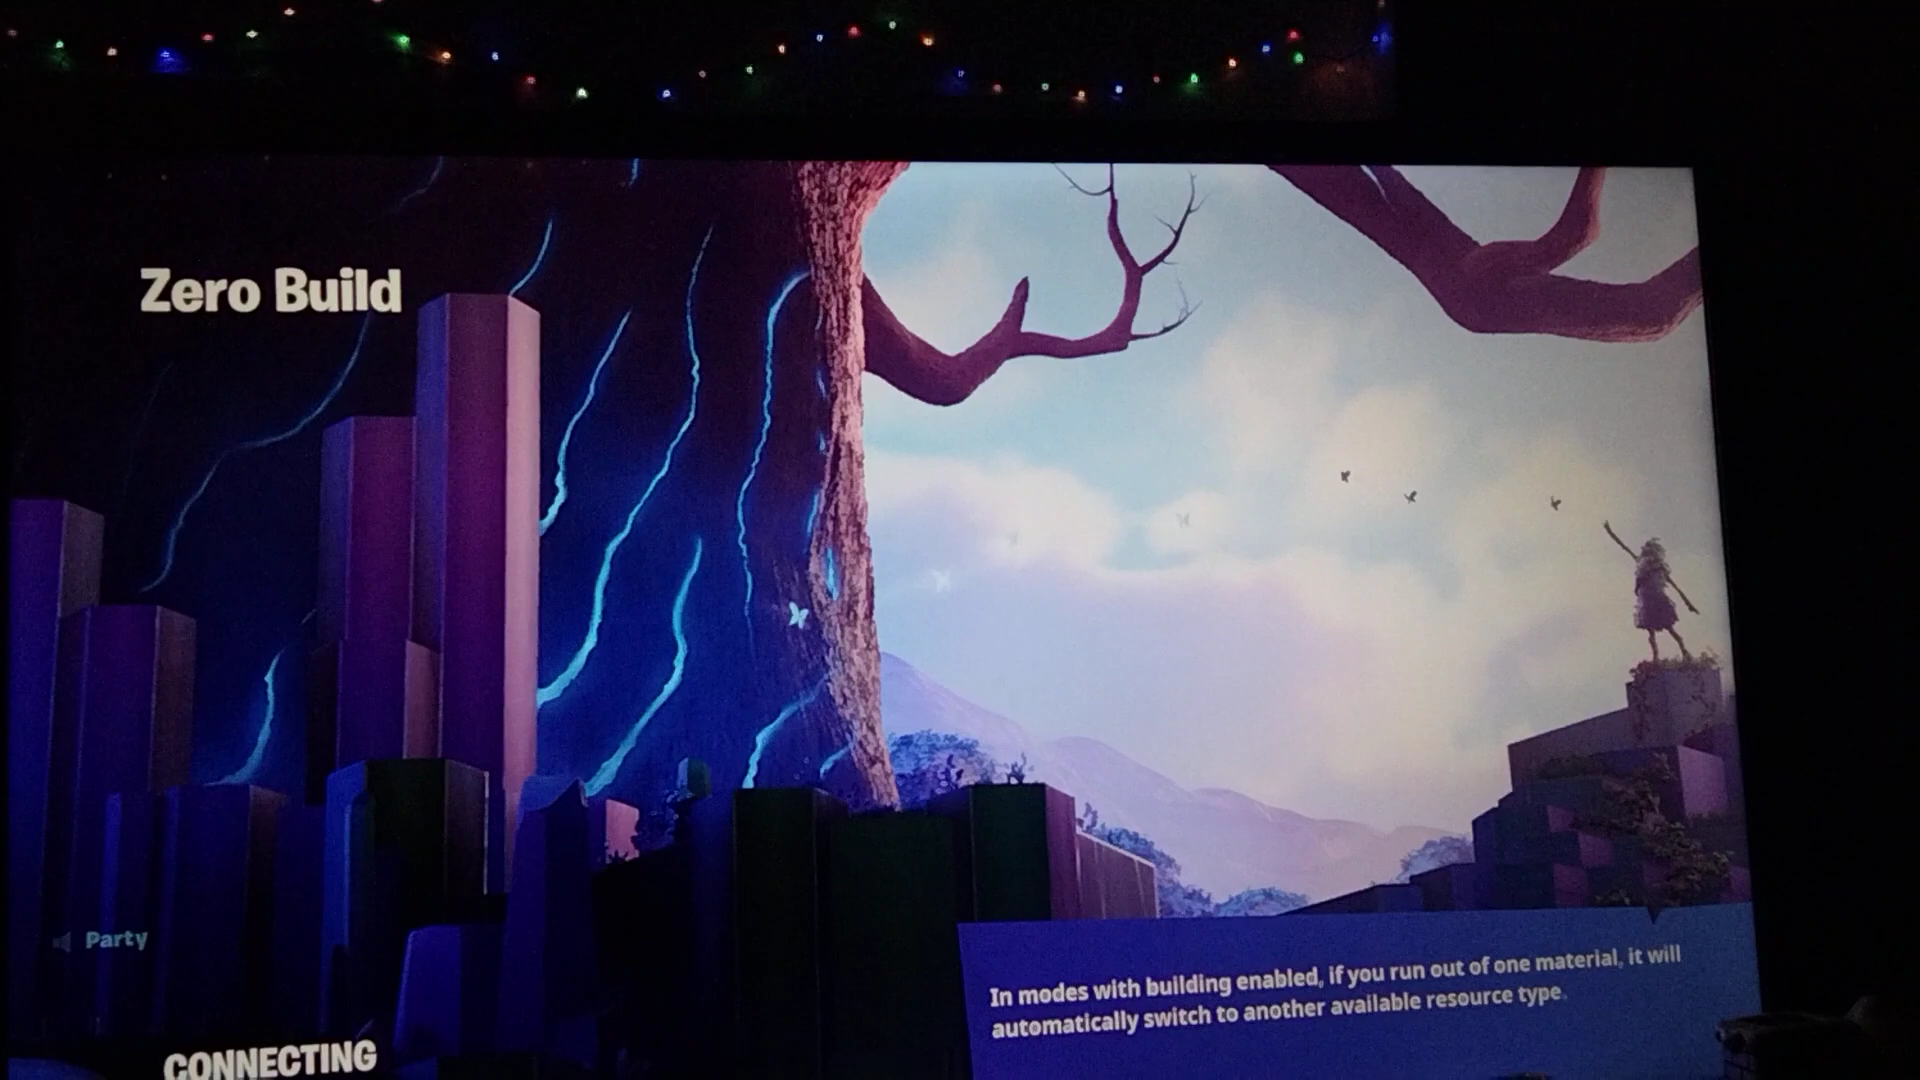 Zero Build
Party
CONNECTING
In modes with building enabled, if you run out of one material, it will
automatically switch to another available resource type.